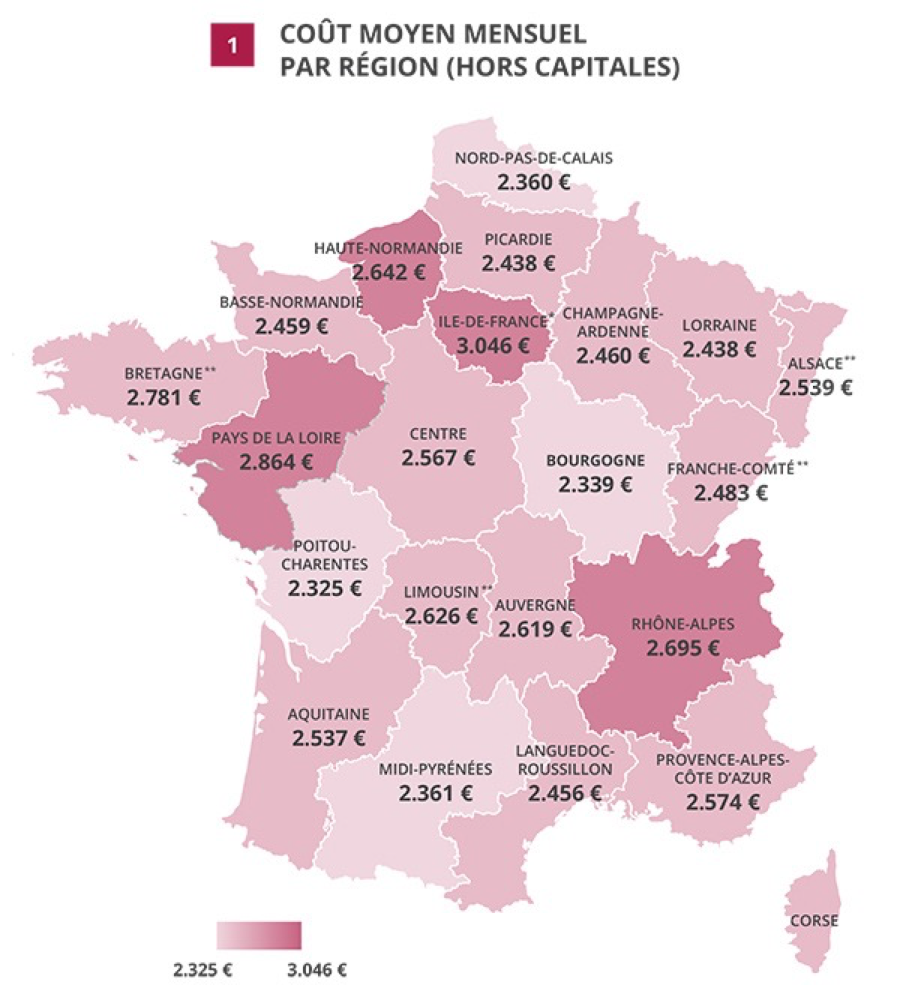 1
COÛT MOYEN MENSUEL
PAR RÉGION (HORS CAPITALES)
NORD-PAS-DE-CALAIS
2.360 €
PICARDIE
2.438 €
HAUTE-NORMANDIE
2.642 €
BASSE-NORMANDIE
2.459 €
ILE-DE-FRANCE*
3.046 €
CHAMPAGNE-
ARDENNE
2.460 €
LORRAINE
2.438 €
ALSACE**
2.539 €
BRETAGNE**
2.781 €
PAYS DE LA LOIRE
2.864 €
CENTRE
2.567 €
BOURGOGNE
2.339 €
FRANCHE-COMTÉ**
2.483 €
POITOU-
CHARENTES
2.325 €
LIMOUSIN**
2.626 €
AUVERGNE
2.619 €
RHÔNE-ALPES
2.695 €
AQUITAINE
2.537 €
MIDI-PYRÉNÉES
2.361 €
LANGUEDOC-
ROUSSILLON
2.456 €
PROVENCE-ALPES-
CÔTE D'AZUR
2.574 €
CORSE
2.325 €
3.046 €